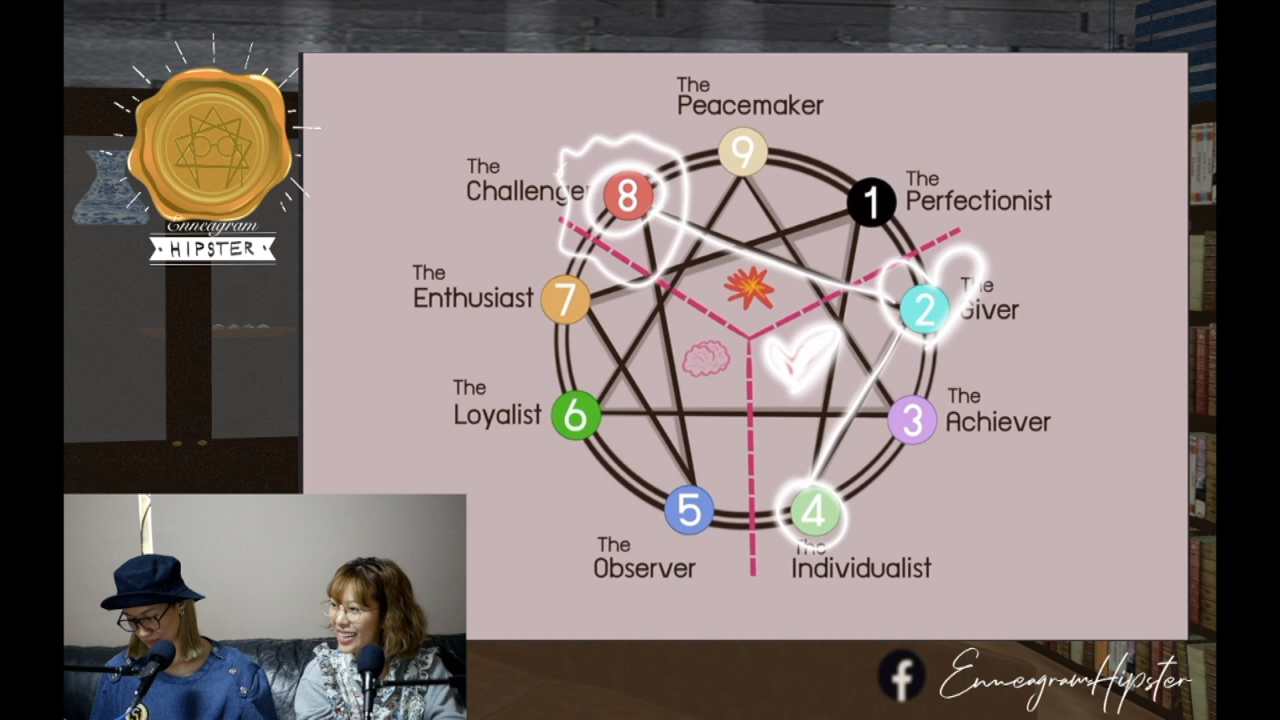 The
Peacemaker
9
The
Challenger
8
1
The
Perfectionist
Enneagram
HIPSTER
The
Enthusiast
7
2
The
Giver
The
Loyalist
6
3
The
Achiever
5
4
The
Observer
The
Individualist
f
EnneagramHipster